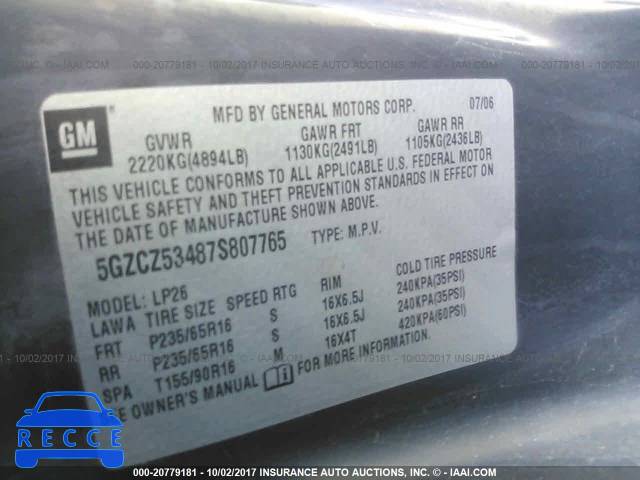 000-20779181 - 10/02/2017 INSURANCE AUTO AUCTIONS, INC. - © IAAI.COM
GM
MFD BY GENERAL MOTORS CORP. 07/06
GVWR GAWR FRT GAWR RR
2220KG(4894LB) 1130KG(2491LB) 1105KG(2436LB)
THIS VEHICLE CONFORMS TO ALL APPLICABLE U.S. FEDERAL MOTOR
VEHICLE SAFETY AND THEFT PREVENTION STANDARDS IN EFFECT ON
THE DATE OF MANUFACTURE SHOWN ABOVE.
5GZCZ53487S807765 TYPE: M.P.V.
MODEL: LP26
LAWA TIRE SIZE SPEED RTG RIM COLD TIRE PRESSURE
FRT P235/65R16 S 16X6.5J 240KPA(35PSI)
RR P235/65R16 S 16X6.5J 240KPA(35PSI)
SPA T155/90R16 M 16X4T 420KPA(60PSI)
OWNER'S MANUAL FOR MORE INFORMATION.
RECCE
000-20779181 - 10/02/2017 INSURANCE AUTO AUCTIONS, INC. - © IAAI.COM